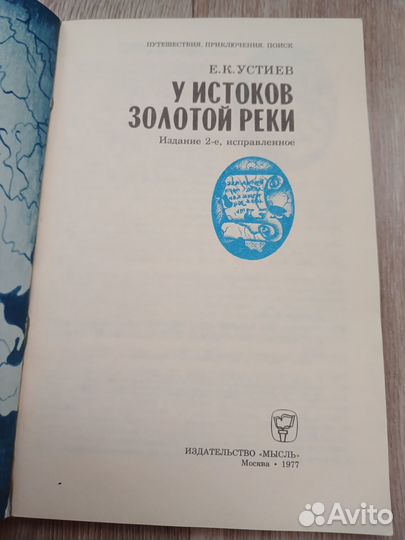 ПУТЕШЕСТВИЯ. ПРИКЛЮЧЕНИЯ. ПОИСК
Е.К.УСТИЕВ
У ИСТОКОВ
ЗОЛОТОЙ РЕКИ
Издание 2-е, исправленное
ИЗДАТЕЛЬСТВО «МЫСЛЬ»
Москва • 1977
Avito